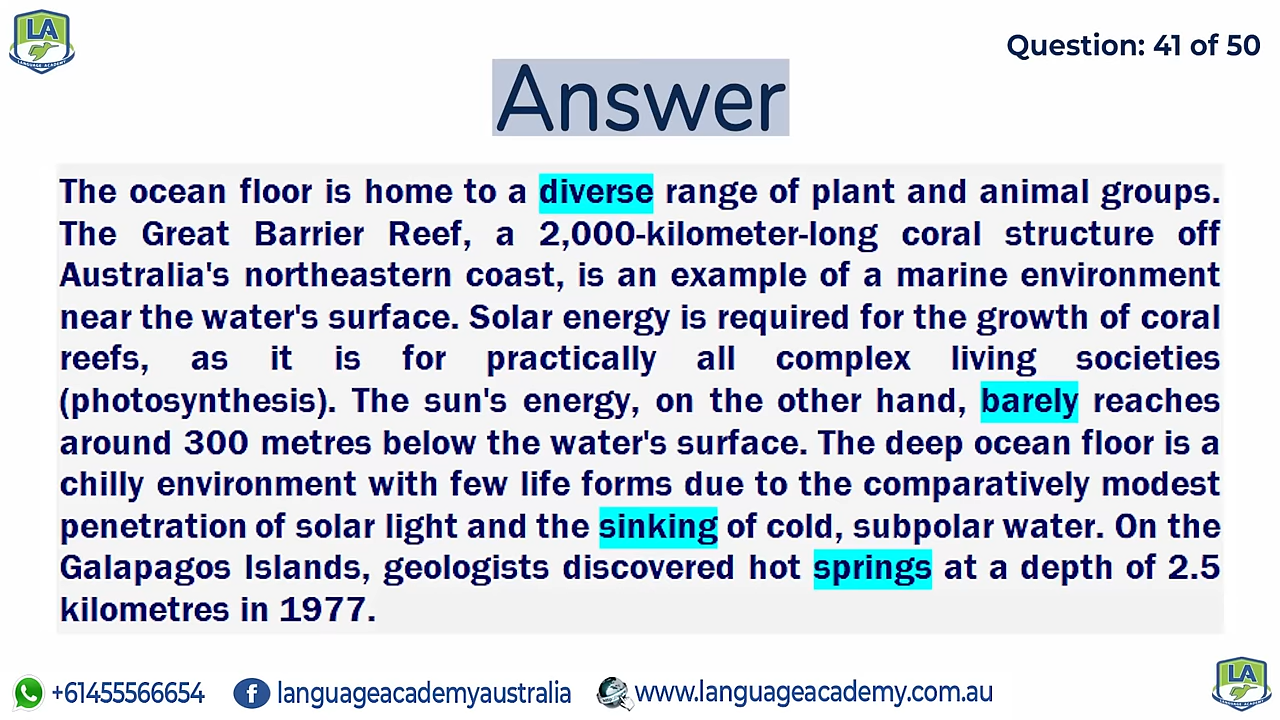 LA
LANGUAGE ACADEMY
Question: 41 of 50
Answer
The ocean floor is home to a diverse range of plant and animal groups.
The Great Barrier Reef, a 2,000-kilometer-long coral structure off
Australia's northeastern coast, is an example of a marine environment
near the water's surface. Solar energy is required for the growth of coral
reefs, as it is for practically all complex living societies
(photosynthesis). The sun's energy, on the other hand, barely reaches
around 300 metres below the water's surface. The deep ocean floor is a
chilly environment with few life forms due to the comparatively modest
penetration of solar light and the sinking of cold, subpolar water. On the
Galapagos Islands, geologists discovered hot springs at a depth of 2.5
kilometres in 1977.
+61455566654 languageacademyaustralia www.languageacademy.com.au
LA
LANGUAGE ACADEMY